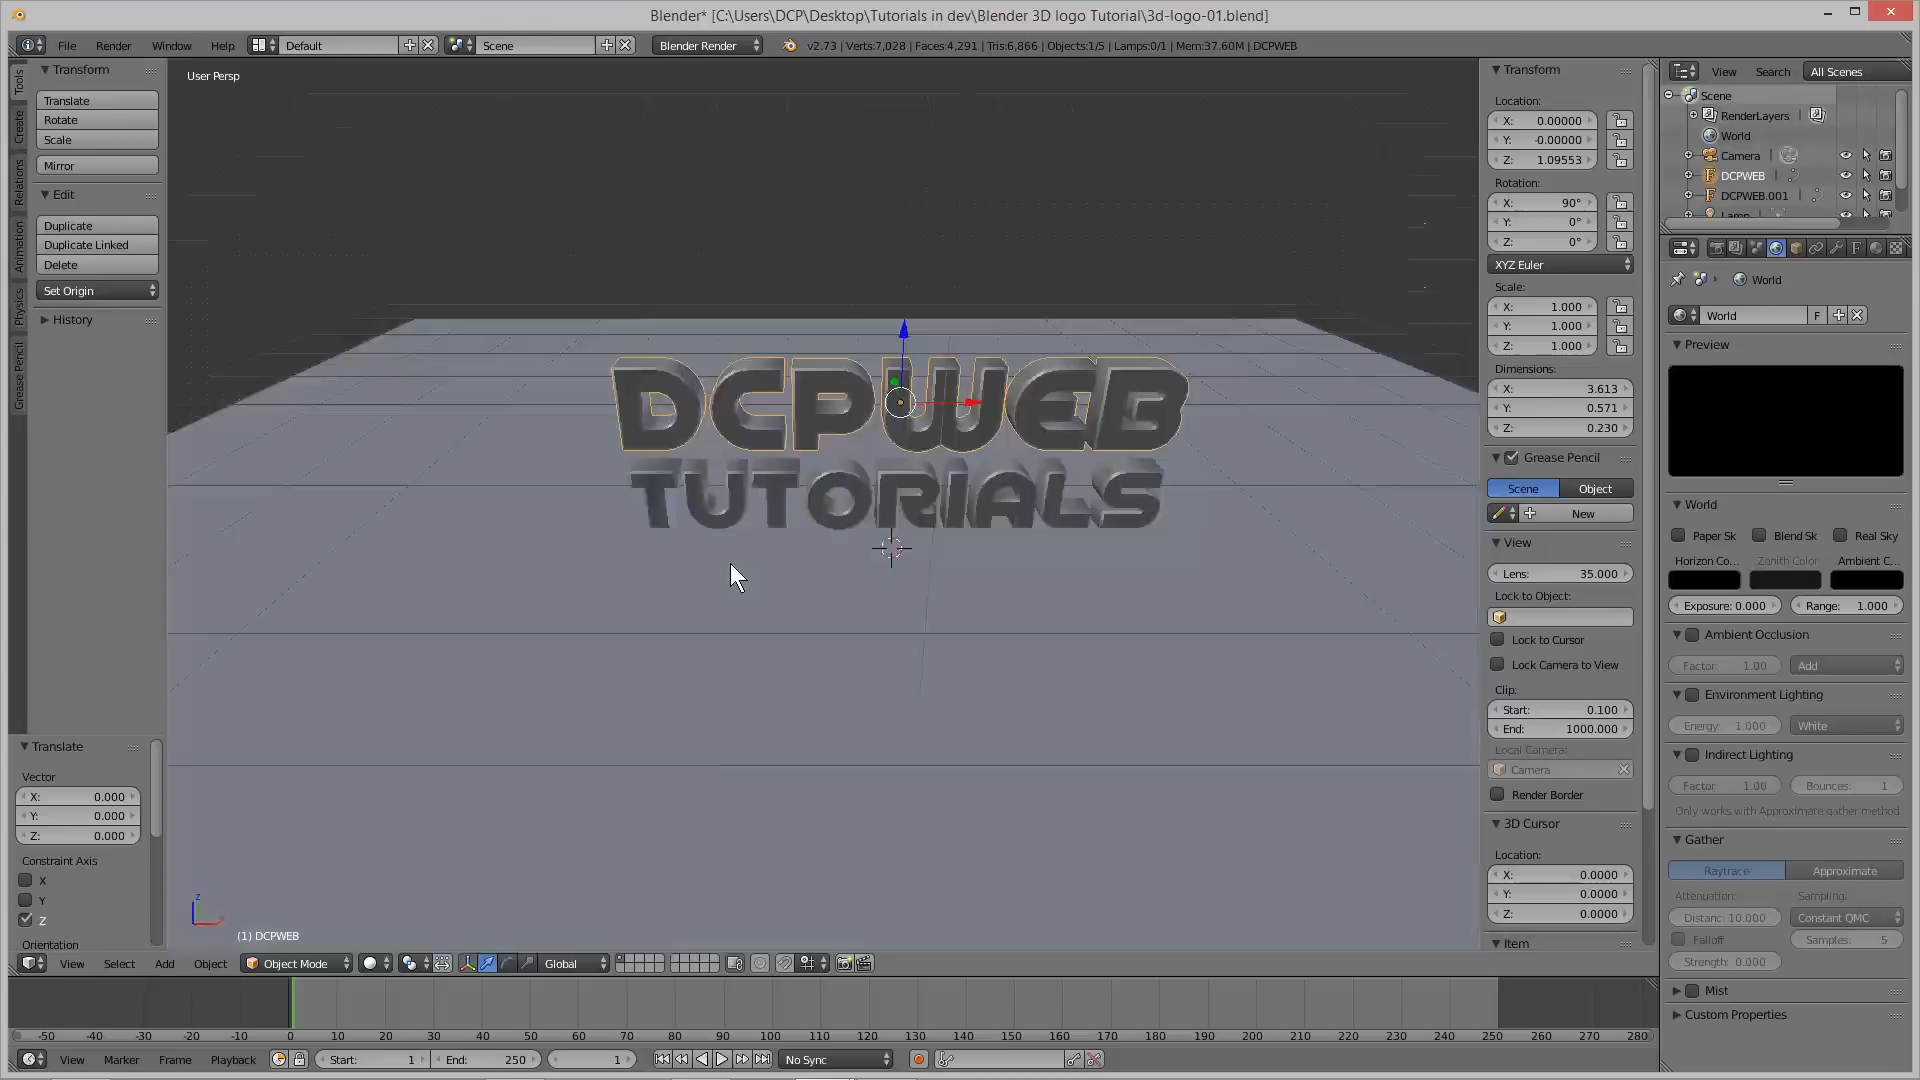 Blender* [C:\Users\DCP\Desktop\Tutorials in dev\Blender 3D logo Tutorial\3d-logo-01.blend]
File Render Window Help Default Scene Blender Render v2.73 | Verts:7,028 | Faces:4,291 | Tris:6,866 | Objects:1/5 | Lamps:0/1 | Mem:37.60M | DCPWEB
Tools
Create
Relations
Animation
Physics
Grease Pencil
Transform
Translate
Rotate
Scale
Mirror
Edit
Duplicate
Duplicate Linked
Delete
Set Origin
History
Translate
Vector
X: 0.000
Y: 0.000
Z: 0.000
Constraint Axis
X
Y
Z
Orientation
User Persp
DCPWEB
TUTORIALS
z
(1) DCPWEB
Transform
Location:
X: 0.00000
Y: -0.00000
Z: 1.09553
Rotation:
X: 90°
Y: 0°
Z: 0°
XYZ Euler
Scale:
X: 1.000
Y: 1.000
Z: 1.000
Dimensions:
X: 3.613
Y: 0.571
Z: 0.230
Grease Pencil
Scene Object
New
View
Lens: 35.000
Lock to Object:
Lock to Cursor
Lock Camera to View
Clip:
Start: 0.100
End: 1000.000
Local Camera:
Camera
Render Border
3D Cursor
Location:
X: 0.0000
Y: 0.0000
Z: 0.0000
Item
View Search All Scenes
Scene
RenderLayers
World
Camera
DCPWEB
DCPWEB.001
Lamp
World
World F
Preview
World
Paper Sk Blend Sk Real Sky
Horizon Co... Zenith Color Ambient C...
Exposure: 0.000 Range: 1.000
Ambient Occlusion
Factor: 1.00 Add
Environment Lighting
Energy: 1.000 White
Indirect Lighting
Factor: 1.00 Bounces: 1
Only works with Approximate gather method
Gather
Raytrace Approximate
Attenuation: Sampling:
Distanc: 10.000 Constant QMC
Falloff Samples: 5
Strength: 0.000
Mist
Custom Properties
View Select Add Object Object Mode Global
-50 -40 -30 -20 -10 0 10 20 30 40 50 60 70 80 90 100 110 120 130 140 150 160 170 180 190 200 210 220 230 240 250 260 270 280
View Marker Frame Playback Start: 1 End: 250 1 No Sync